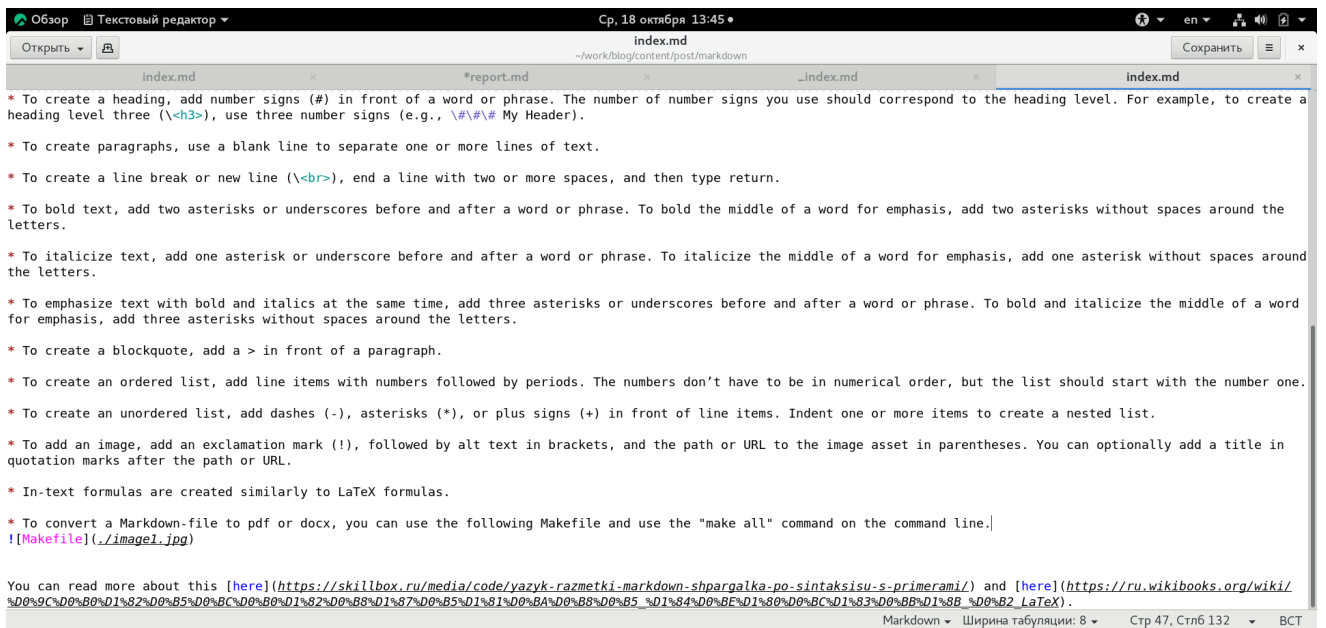 Обзор Текстовый редактор Ср, 18 октября 13:45 en
Открыть index.md Сохранить
~/work/blog/content/post/markdown
index.md *report.md _index.md index.md
* To create a heading, add number signs (#) in front of a word or phrase. The number of number signs you use should correspond to the heading level. For example, to create a
heading level three (\<h3>), use three number signs (e.g., \#\#\# My Header).
* To create paragraphs, use a blank line to separate one or more lines of text.
* To create a line break or new line (\<br>), end a line with two or more spaces, and then type return.
* To bold text, add two asterisks or underscores before and after a word or phrase. To bold the middle of a word for emphasis, add two asterisks without spaces around the
letters.
* To italicize text, add one asterisk or underscore before and after a word or phrase. To italicize the middle of a word for emphasis, add one asterisk without spaces around
the letters.
* To emphasize text with bold and italics at the same time, add three asterisks or underscores before and after a word or phrase. To bold and italicize the middle of a word
for emphasis, add three asterisks without spaces around the letters.
* To create a blockquote, add a > in front of a paragraph.
* To create an ordered list, add line items with numbers followed by periods. The numbers don’t have to be in numerical order, but the list should start with the number one.
* To create an unordered list, add dashes (-), asterisks (*), or plus signs (+) in front of line items. Indent one or more items to create a nested list.
* To add an image, add an exclamation mark (!), followed by alt text in brackets, and the path or URL to the image asset in parentheses. You can optionally add a title in
quotation marks after the path or URL.
* In-text formulas are created similarly to LaTeX formulas.
* To convert a Markdown-file to pdf or docx, you can use the following Makefile and use the "make all" command on the command line.
![Makefile](./image1.jpg)
You can read more about this [here](https://skillbox.ru/media/code/yazyk-razmetki-markdown-shpargalka-po-sintaksisu-s-primerami/) and [here](https://ru.wikibooks.org/wiki/
%D0%9C%D0%B0%D1%82%D0%B5%D0%BC%D0%B0%D1%82%D0%B8%D1%87%D0%B5%D1%81%D0%BA%D0%B8%D0%B5_%D1%84%D0%BE%D1%80%D0%BC%D1%83%D0%BB%D1%8B_%D0%B2_LaTeX).
Markdown Ширина табуляции: 8 Стр 47, Стлб 132 ВСТ